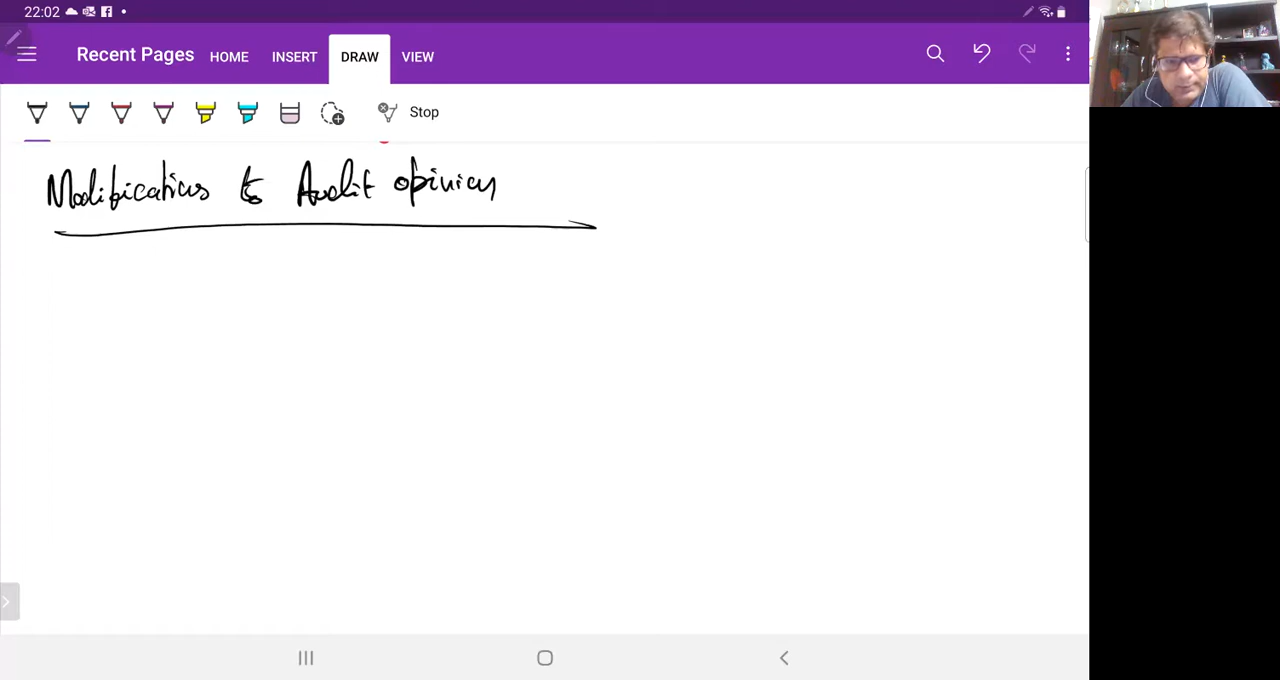 22:02
Recent Pages HOME INSERT DRAW VIEW
Stop
Modifications to Audit opinion